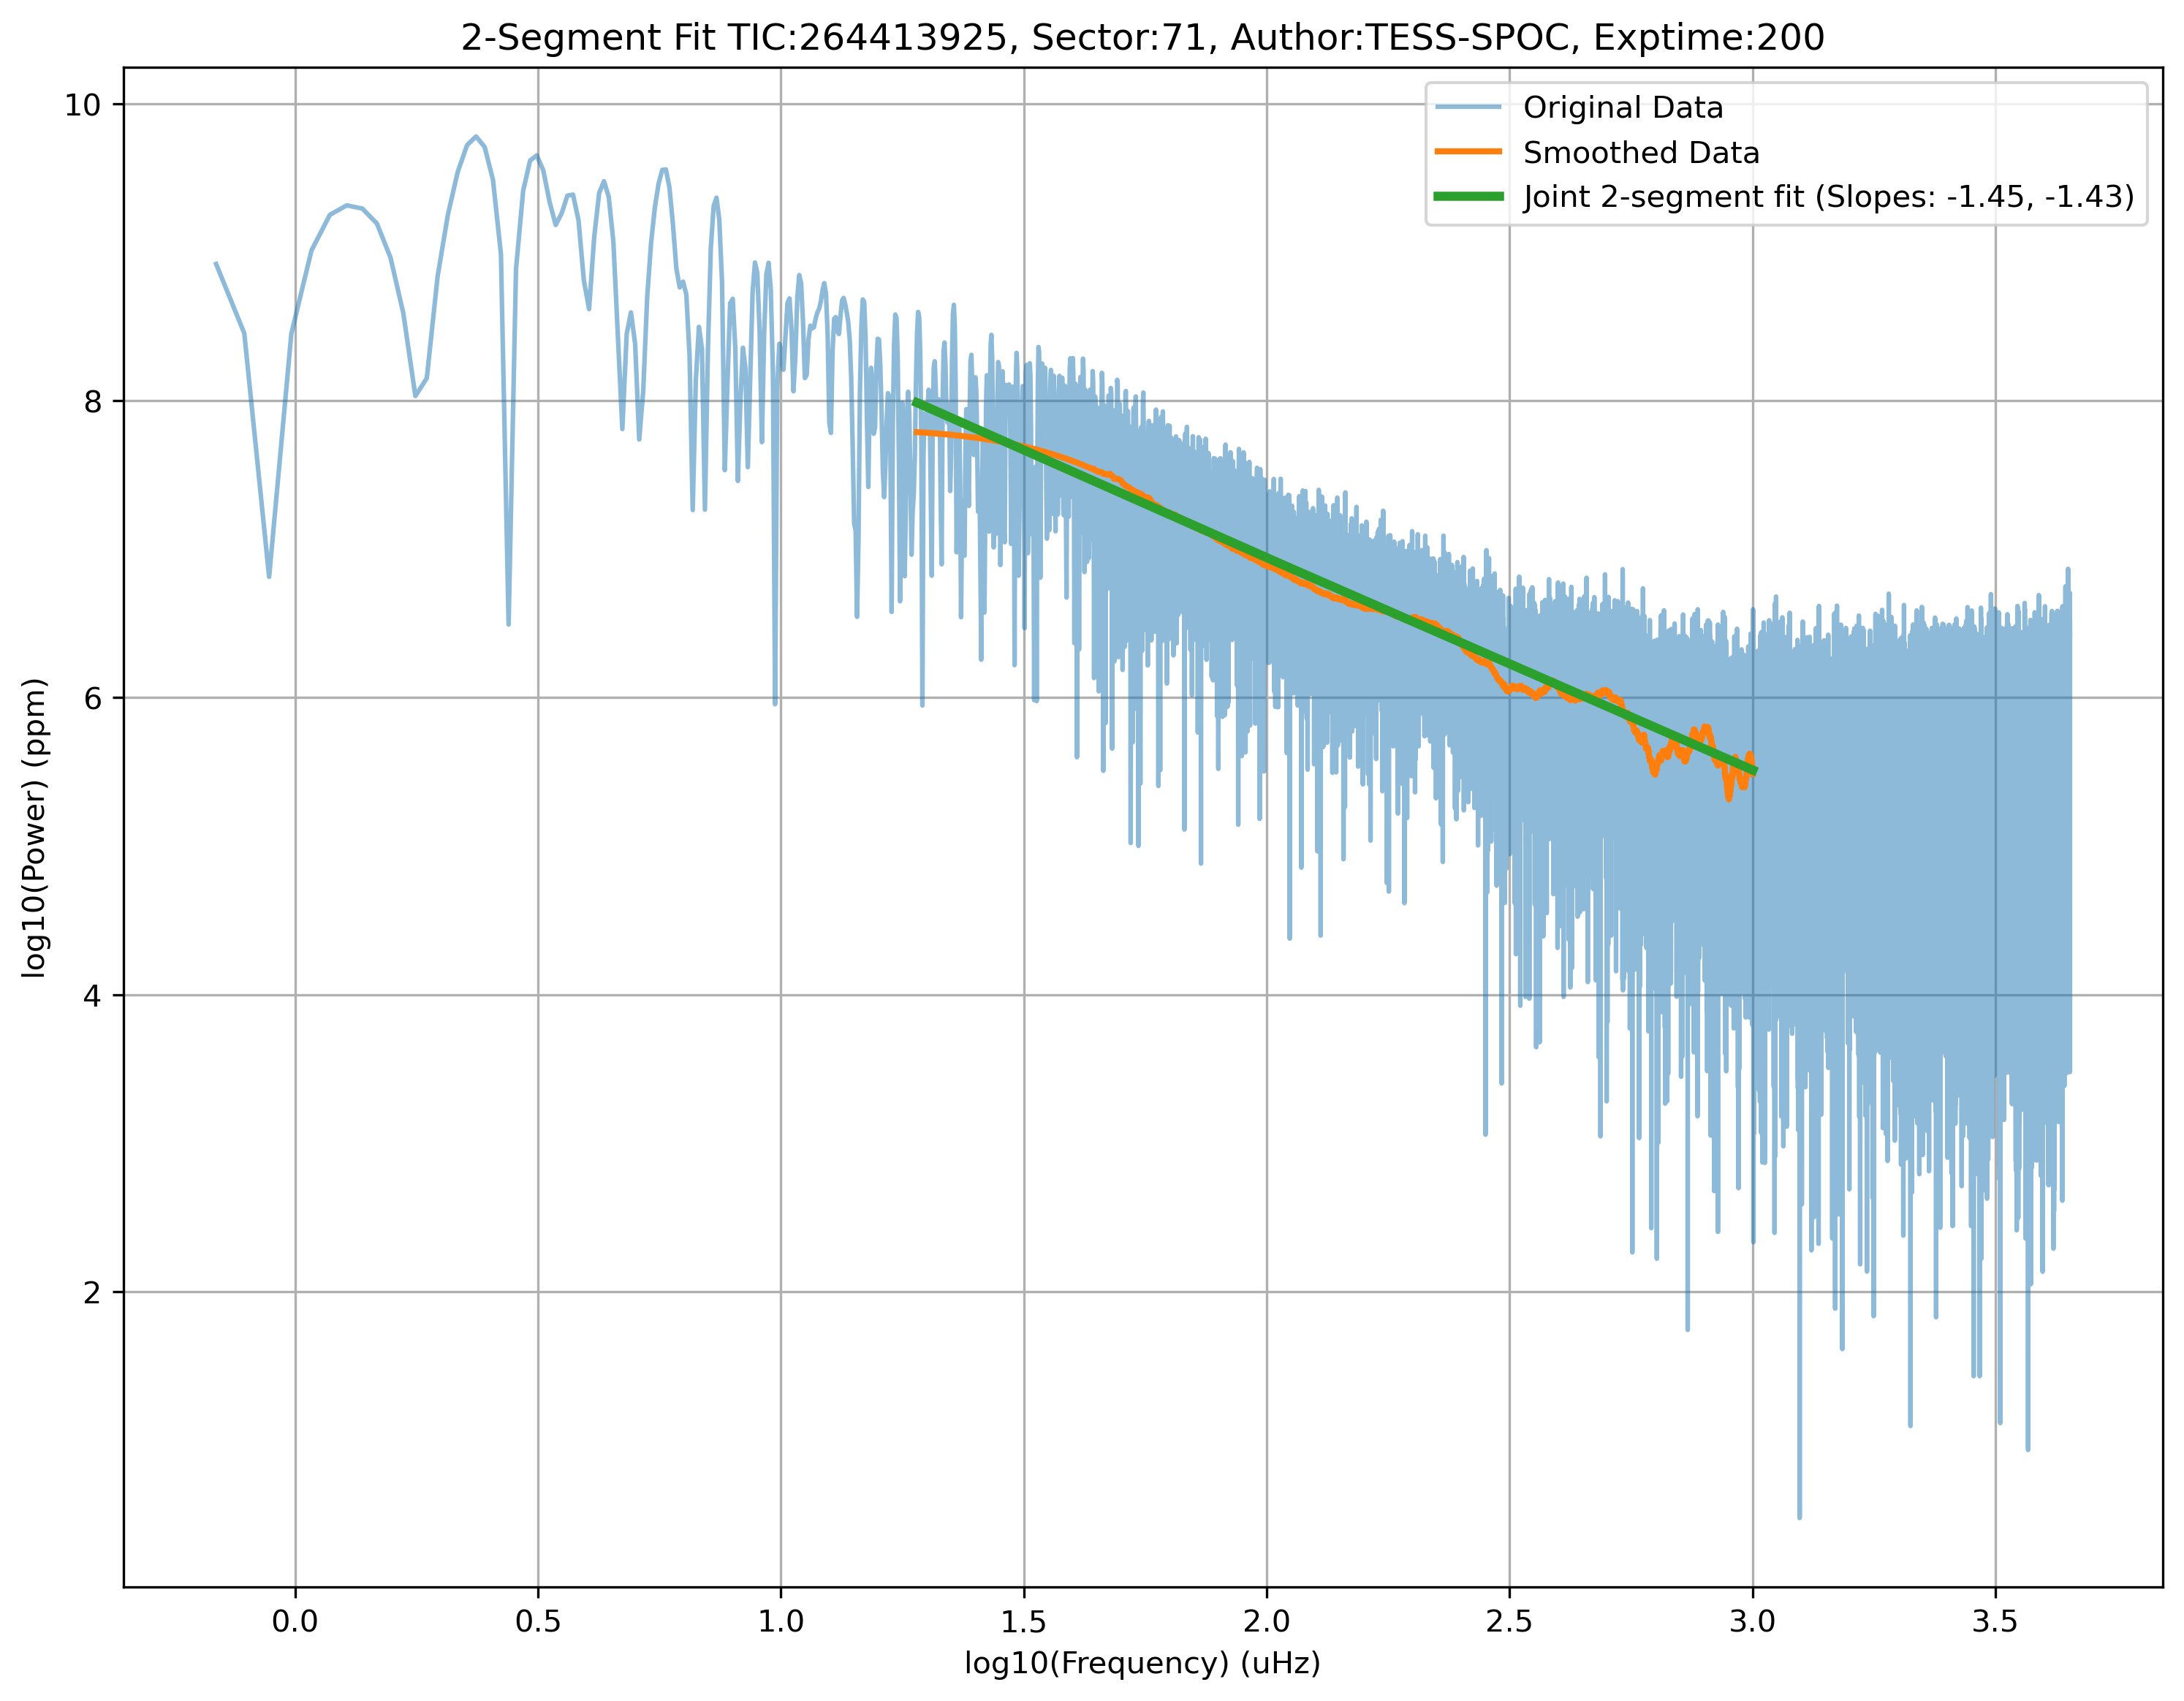 2-Segment Fit TIC:264413925, Sector:71, Author:TESS-SPOC, Exptime:200
Original Data
Smoothed Data
Joint 2-segment fit (Slopes: -1.45, -1.43)
log10(Power) (ppm)
10
8
6
4
2
0.0 0.5 1.0 1.5 2.0 2.5 3.0 3.5
log10(Frequency) (uHz)